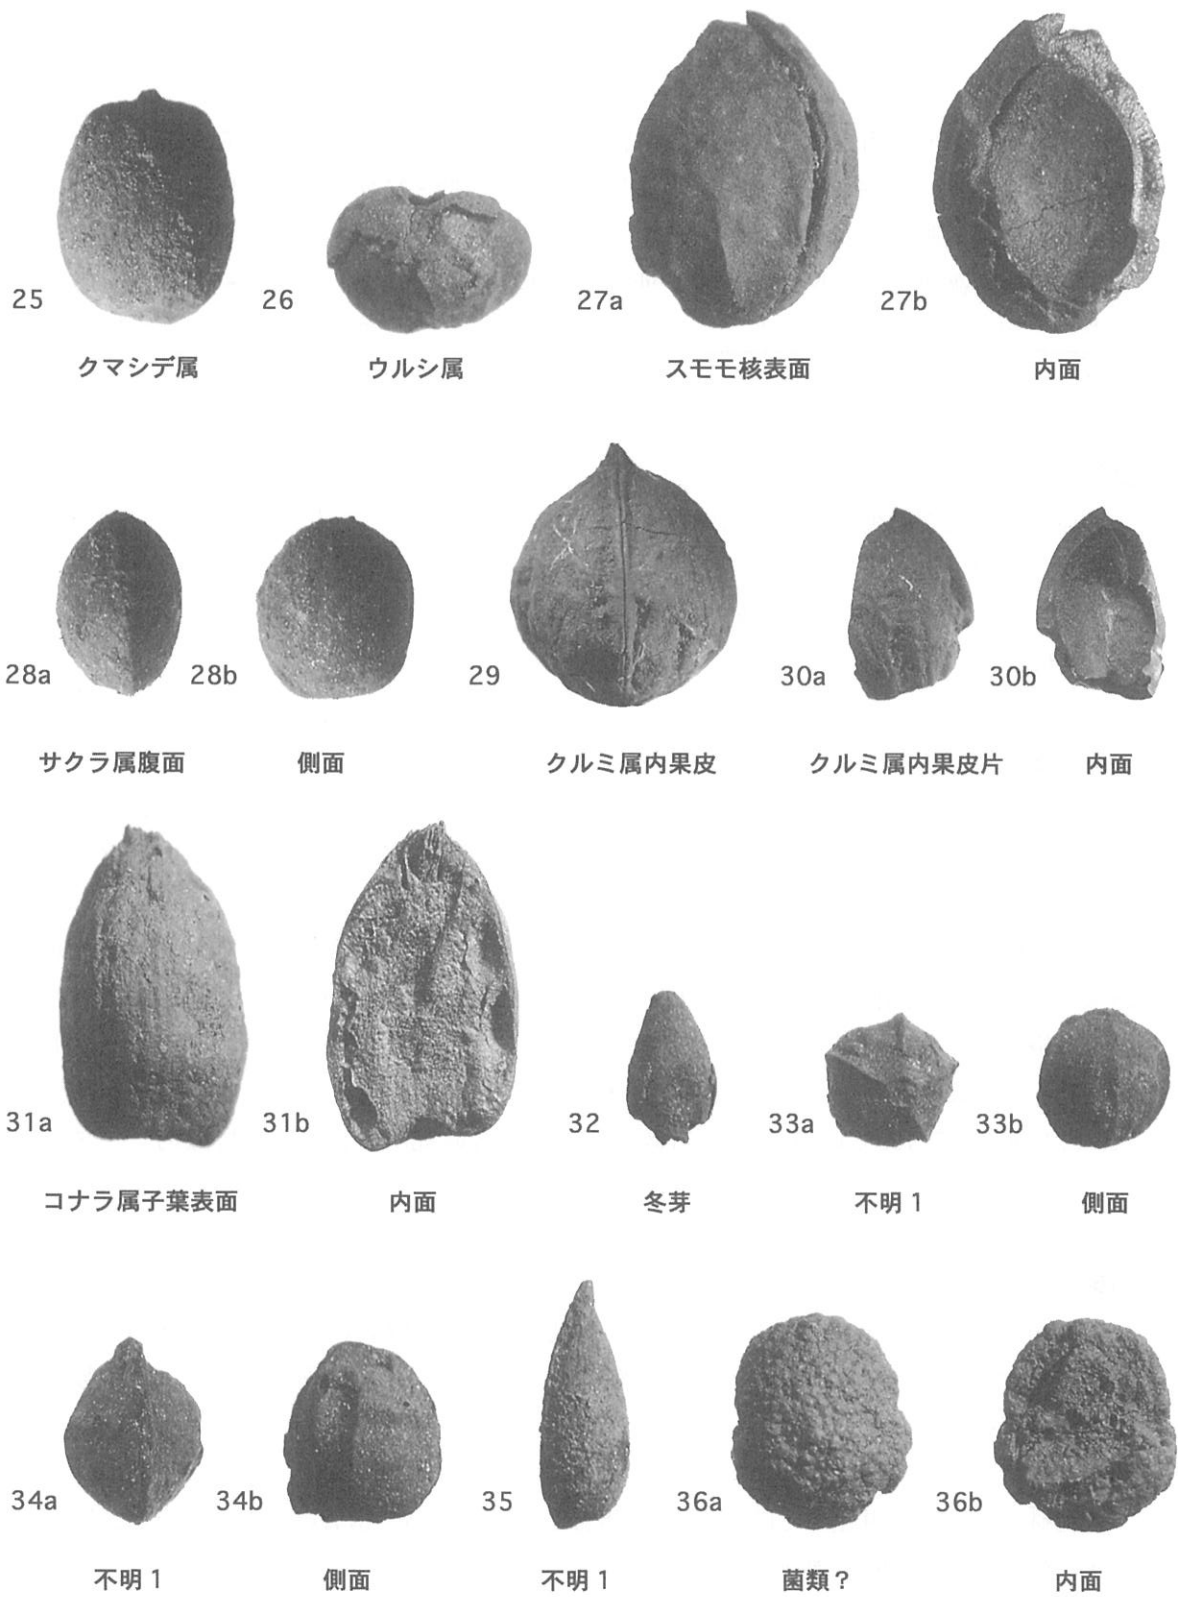 25 26 27a 27b
クマシデ属 ウルシ属 スモモ核表面 内面
28a 28b 29 30a 30b
サクラ属腹面 側面 クルミ属内果皮 クルミ属内果皮片 内面
31a 31b 32 33a 33b
コナラ属子葉表面 内面 冬芽 不明1 側面
34a 34b 35 36a 36b
不明1 側面 不明1 菌類？ 内面